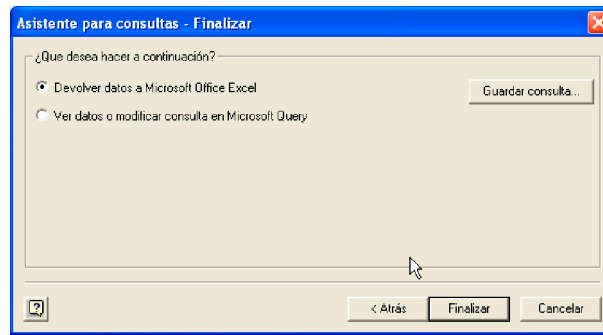 Asistente para consultas - Finalizar
¿Que desea hacer a continuación?
Devolver datos a Microsoft Office Excel
Guardar consulta...
Ver datos o modificar consulta en Microsoft Query
< Atrás
Finalizar
Cancelar